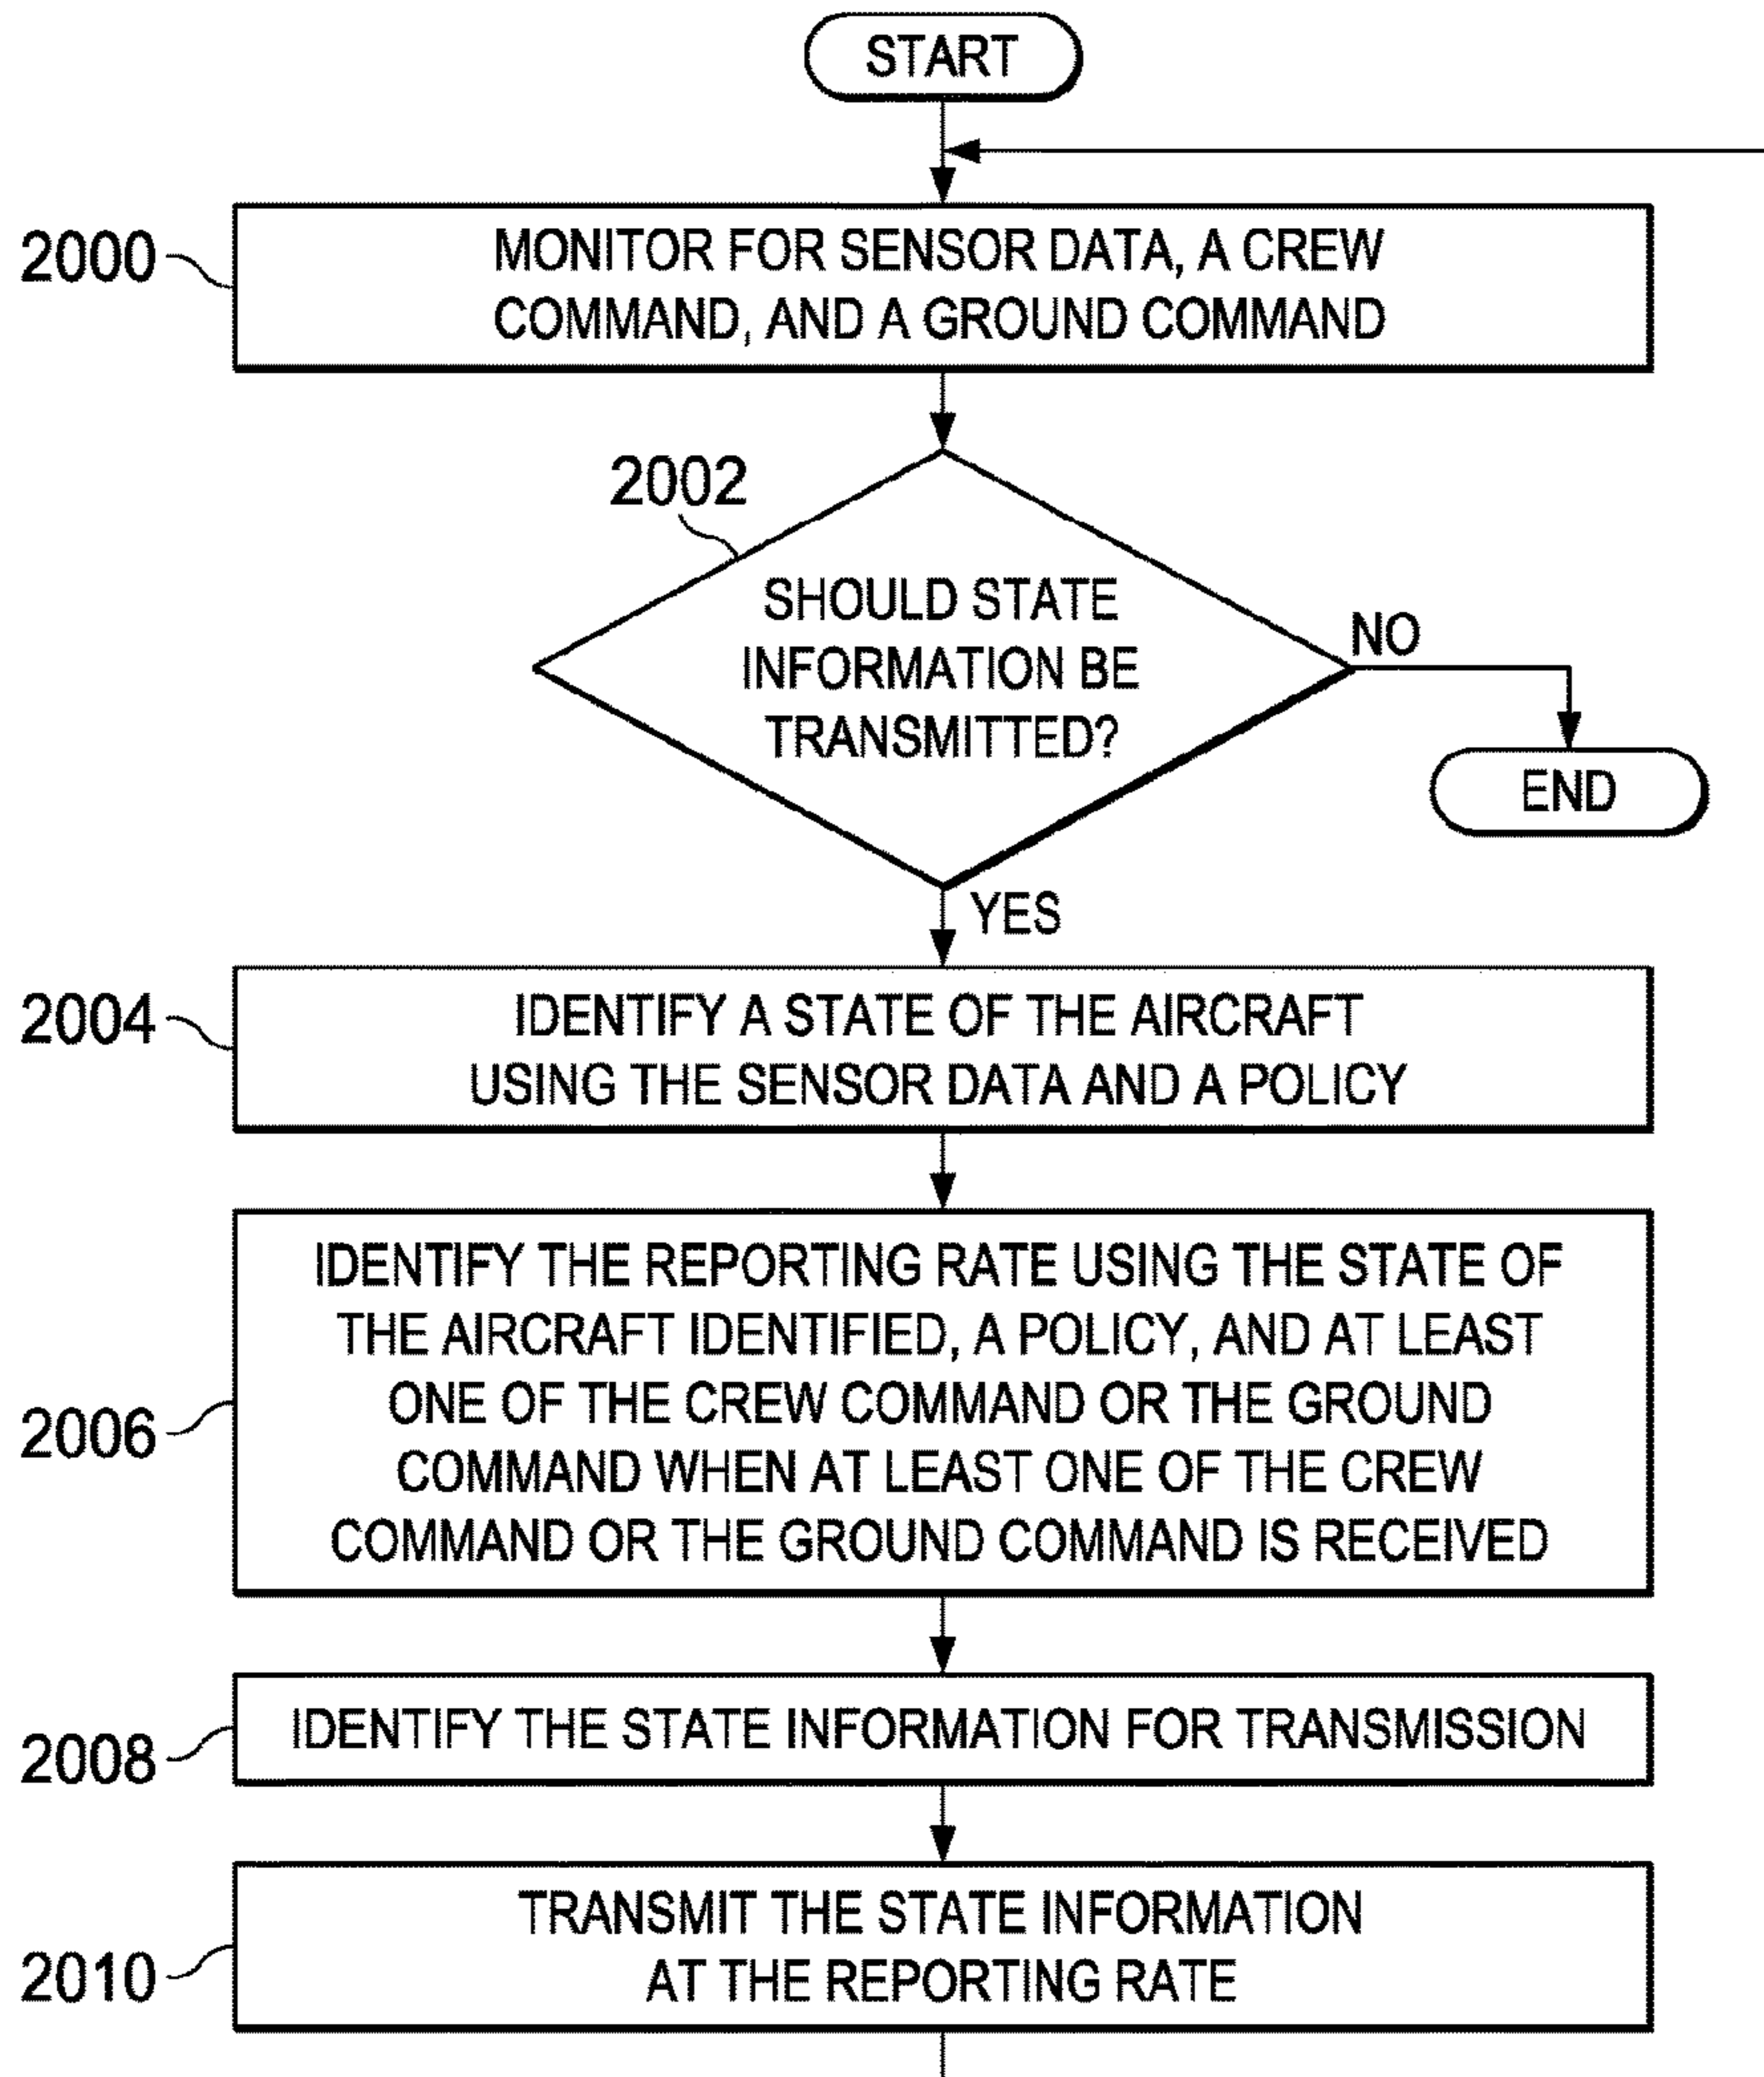 START
2000
MONITOR FOR SENSOR DATA, A CREW
COMMAND, AND A GROUND COMMAND
2002
SHOULD STATE
INFORMATION BE
TRANSMITTED?
NO
END
YES
2004
IDENTIFY A STATE OF THE AIRCRAFT
USING THE SENSOR DATA AND A POLICY
2006
IDENTIFY THE REPORTING RATE USING THE STATE OF
THE AIRCRAFT IDENTIFIED, A POLICY, AND AT LEAST
ONE OF THE CREW COMMAND OR THE GROUND
COMMAND WHEN AT LEAST ONE OF THE CREW
COMMAND OR THE GROUND COMMAND IS RECEIVED
2008
IDENTIFY THE STATE INFORMATION FOR TRANSMISSION
2010
TRANSMIT THE STATE INFORMATION
AT THE REPORTING RATE